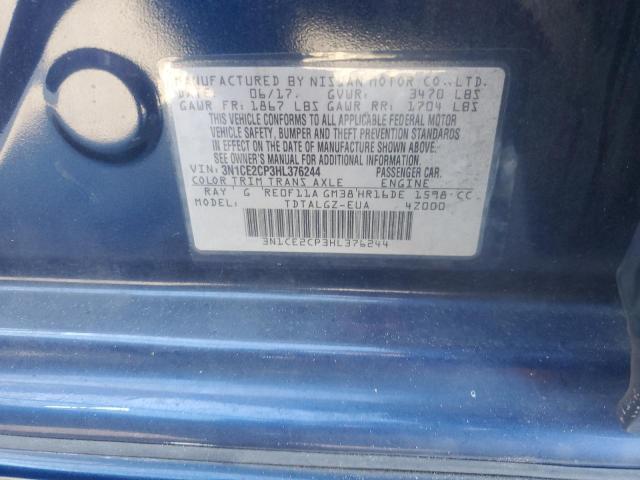 MANUFACTURED BY NISSAN MOTOR CO., LTD.
DATE: 06/17. GVWR: 3470 LBS
GAWR FR: 1867 LBS GAWR RR: 1704 LBS
THIS VEHICLE CONFORMS TO ALL APPLICABLE FEDERAL MOTOR
VEHICLE SAFETY, BUMPER AND THEFT PREVENTION STANDARDS
IN EFFECT ON THE DATE OF MANUFACTURE SHOWN ABOVE.
SEE OWNER'S MANUAL FOR ADDITIONAL INFORMATION.
VIN: 3N1CE2CP3HL376244 PASSENGER CAR.
COLOR TRIM TRANS AXLE ENGINE
RAY G RE0F11A GM38 HR16DE 1598 CC
MODEL: TDTALGZ-EUA 4Z000
3N1CE2CP3HL376244